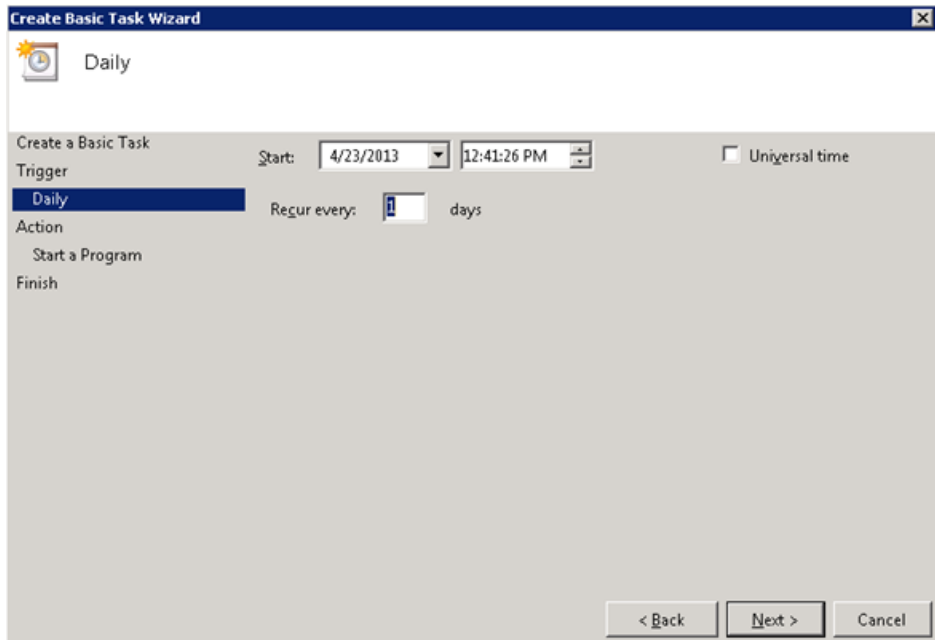 Create Basic Task Wizard
Daily
Create a Basic Task
Trigger
Daily
Action
Start a Program
Finish
Start: 4/23/2013 12:41:26 PM Universal time
Recur every: 1 days
< Back Next > Cancel